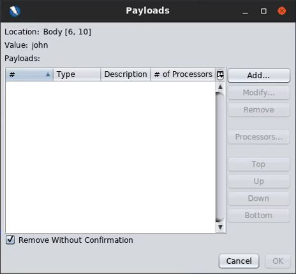 Payloads
Location: Body [6, 10]
Value: john
Payloads:
# Type Description # of Processors
Add...
Modify...
Remove
Processors...
Top
Up
Down
Bottom
Remove Without Confirmation
Cancel OK